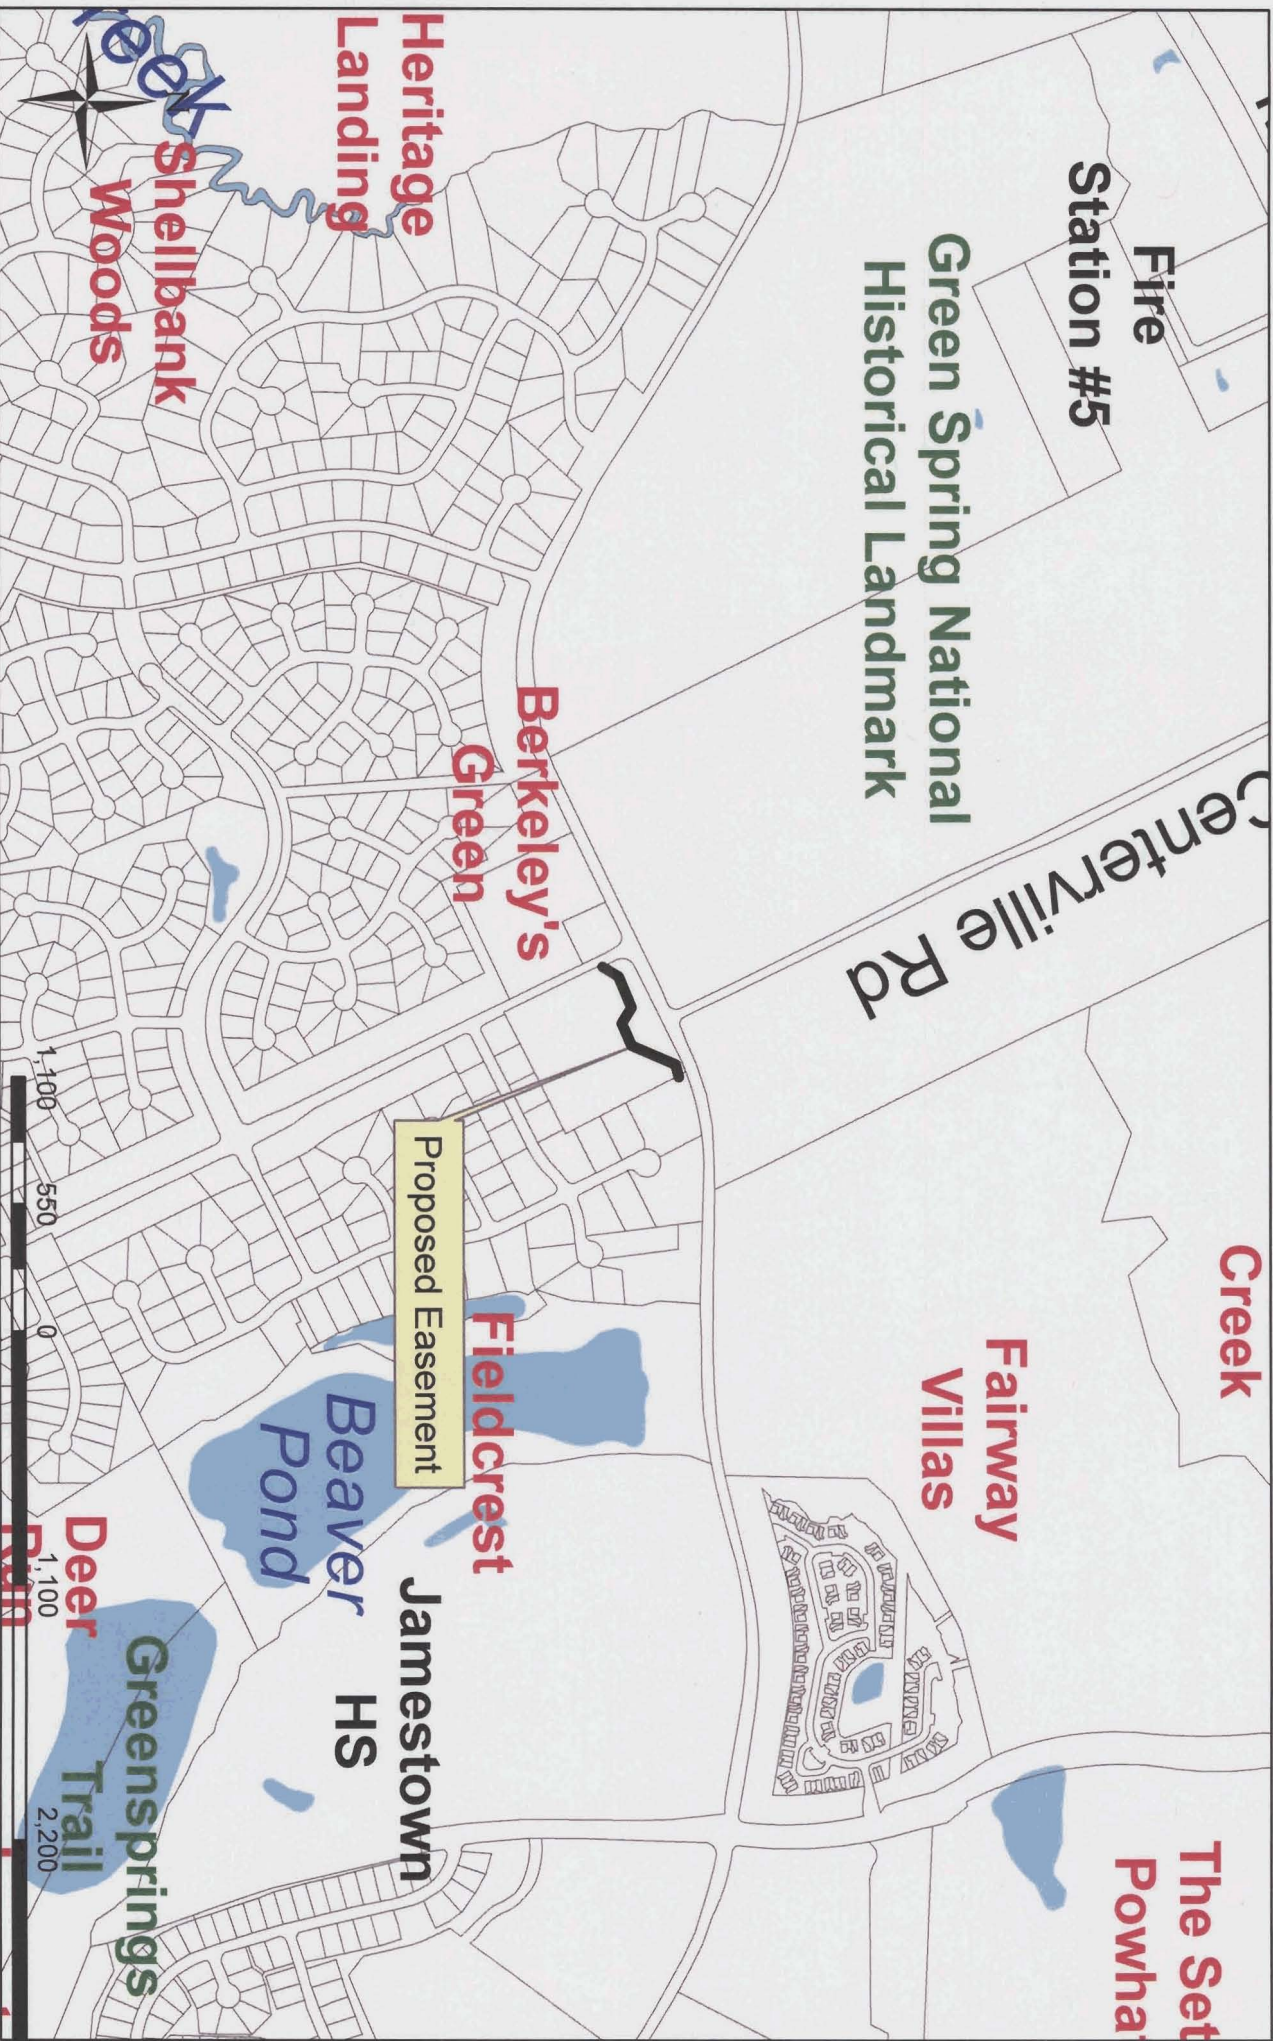 Fire
Station #5
Green Spring National
Historical Landmark
Centerville Rd
Creek
Fairway
Villas
The Set
Powha
Heritage
Landing
reek
Shellbank
Woods
Berkeley's
Green
Proposed Easement
Fieldcrest
Beaver
Pond
Jamestown
HS
Deer
Run
Greensprings
Trail
1,100 550 0 1,100 2,200